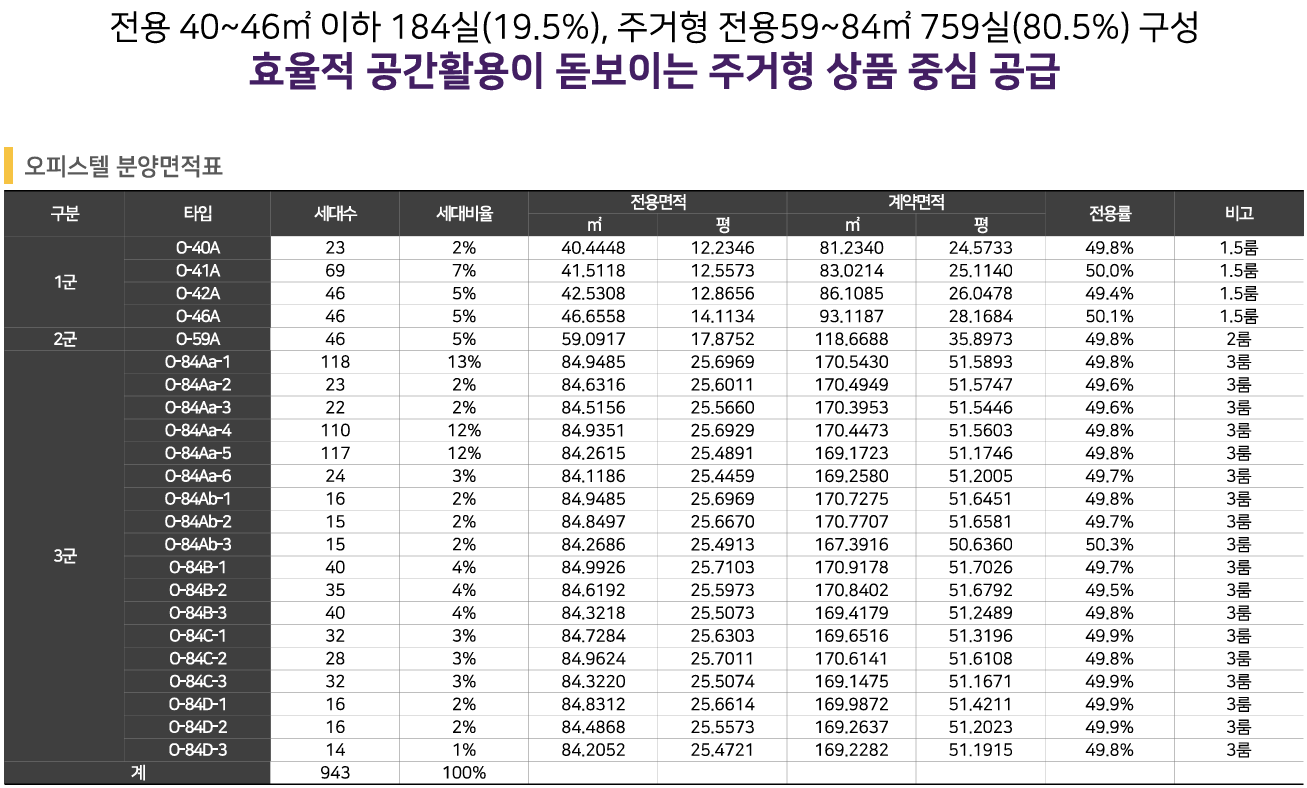 전용 40~46㎡ 이하 184실(19.5%), 주거형 전용59~84㎡ 759실(80.5%) 구성
효율적 공간활용이 돋보이는 주거형 상품 중심 공급
오피스텔 분양면적표
구분 타입 세대수 세대비율 전용면적 계약면적 전용률 비고
㎡ 평 ㎡ 평
1군
O-40A 23 2% 40.4448 12.2346 81.2340 24.5733 49.8% 1.5룸
O-41A 69 7% 41.5118 12.5573 83.0214 25.1140 50.0% 1.5룸
O-42A 46 5% 42.5308 12.8656 86.1085 26.0478 49.4% 1.5룸
O-46A 46 5% 46.6558 14.1134 93.1187 28.1684 50.1% 1.5룸
2군 O-59A 46 5% 59.0917 17.8752 118.6688 35.8973 49.8% 2룸
3군
O-84Aa-1 118 13% 84.9485 25.6969 170.5430 51.5893 49.8% 3룸
O-84Aa-2 23 2% 84.6316 25.6011 170.4949 51.5747 49.6% 3룸
O-84Aa-3 22 2% 84.5156 25.5660 170.3953 51.5446 49.6% 3룸
O-84Aa-4 110 12% 84.9351 25.6929 170.4473 51.5603 49.8% 3룸
O-84Aa-5 117 12% 84.2615 25.4891 169.1723 51.1746 49.8% 3룸
O-84Aa-6 24 3% 84.1186 25.4459 169.2580 51.2005 49.7% 3룸
O-84Ab-1 16 2% 84.9485 25.6969 170.7275 51.6451 49.8% 3룸
O-84Ab-2 15 2% 84.8497 25.6670 170.7707 51.6581 49.7% 3룸
O-84Ab-3 15 2% 84.2686 25.4913 167.3916 50.6360 50.3% 3룸
O-84B-1 40 4% 84.9926 25.7103 170.9178 51.7026 49.7% 3룸
O-84B-2 35 4% 84.6192 25.5973 170.8402 51.6792 49.5% 3룸
O-84B-3 40 4% 84.3218 25.5073 169.4179 51.2489 49.8% 3룸
O-84C-1 32 3% 84.7284 25.6303 169.6516 51.3196 49.9% 3룸
O-84C-2 28 3% 84.9624 25.7011 170.6141 51.6108 49.8% 3룸
O-84C-3 32 3% 84.3220 25.5074 169.1475 51.1671 49.9% 3룸
O-84D-1 16 2% 84.8312 25.6614 169.9872 51.4211 49.9% 3룸
O-84D-2 16 2% 84.4868 25.5573 169.2637 51.2023 49.9% 3룸
O-84D-3 14 1% 84.2052 25.4721 169.2282 51.1915 49.8% 3룸
계 943 100%